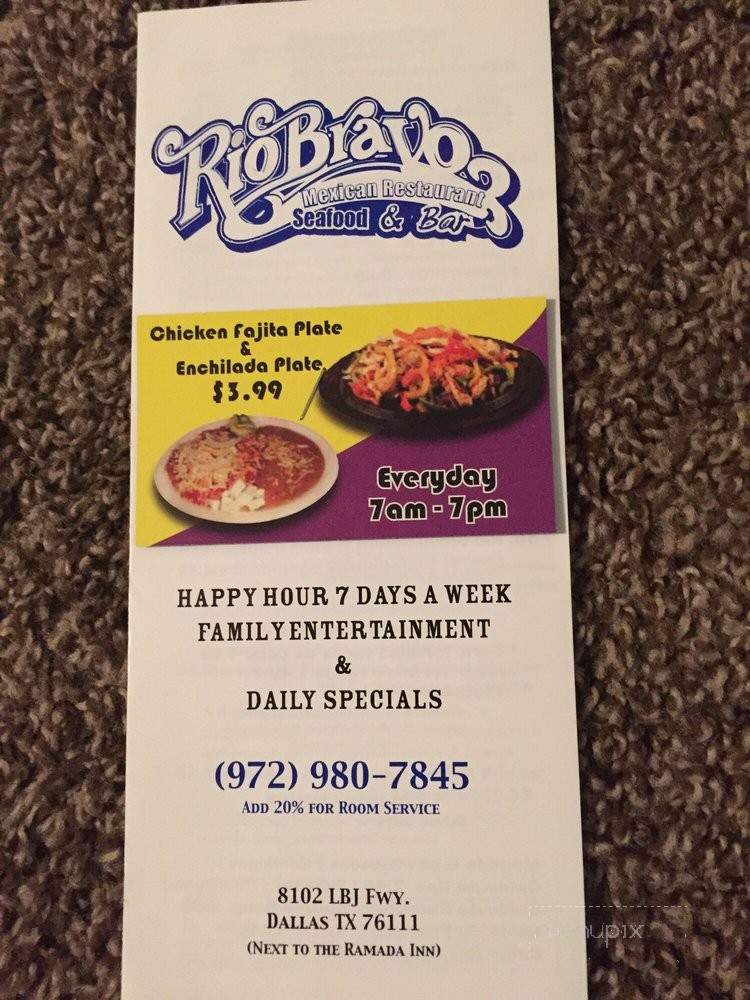 RioBravo3
Mexican Restaurant
Seafood & Bar
Chicken Fajita Plate
&
Enchilada Plate
$3.99
Everyday
7am - 7pm
HAPPY HOUR 7 DAYS A WEEK
FAMILY ENTERTAINMENT
&
DAILY SPECIALS
(972) 980-7845
ADD 20% FOR ROOM SERVICE
8102 LBJ FWY.
DALLAS TX 76111
(NEXT TO THE RAMADA INN)